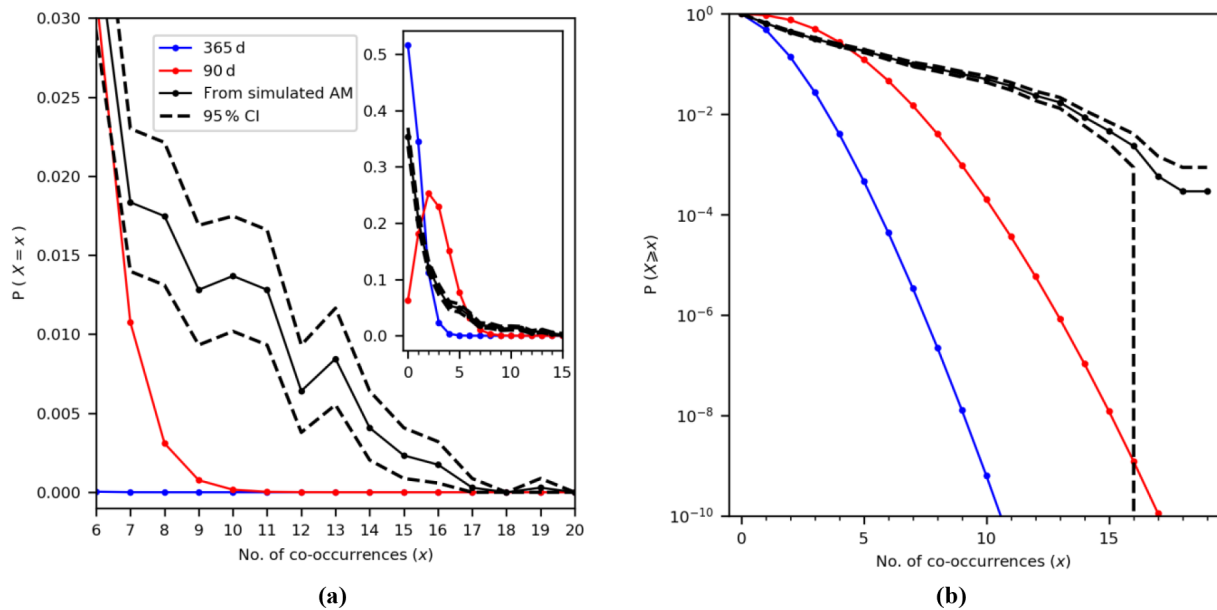 0.030
0.025
0.020
0.015
0.010
0.005
0.000
P ( X = x )
6 7 8 9 10 11 12 13 14 15 16 17 18 19 20
No. of co-occurrences (x)
365 d
90 d
From simulated AM
95 % CI
0.5
0.4
0.3
0.2
0.1
0.0
0 5 10 15
(a)
10⁰
10⁻²
10⁻⁴
10⁻⁶
10⁻⁸
10⁻¹⁰
P (X⩾x)
0 5 10 15
No. of co-occurrences (x)
(b)